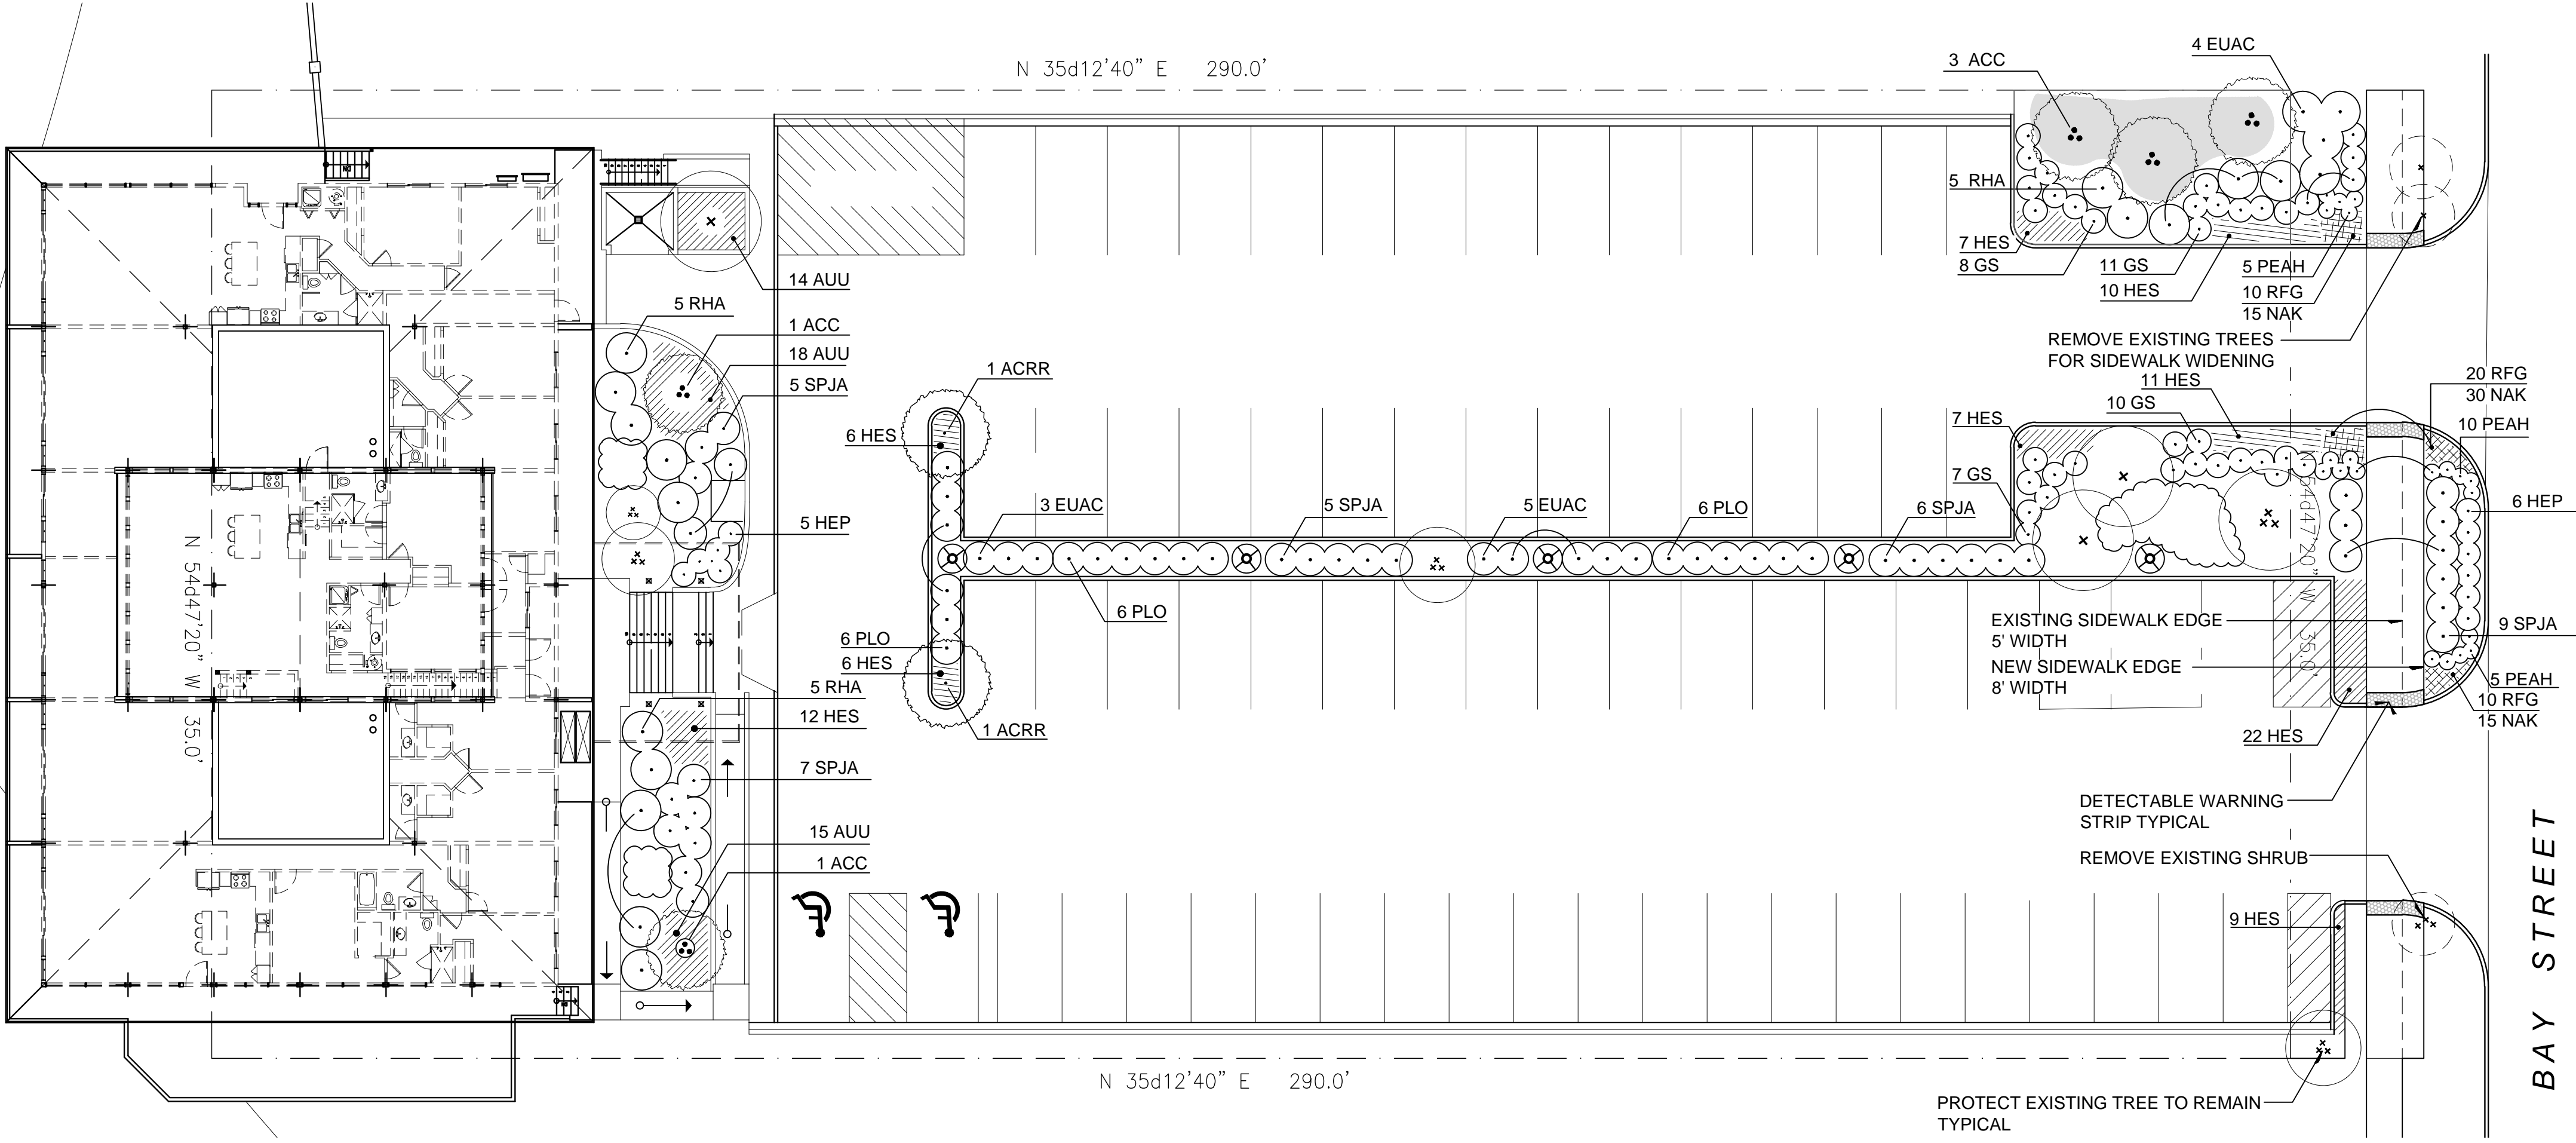 N 35d12'40" E 290.0'
3 ACC
4 EUAC
5 RHA
7 HES
8 GS
11 GS
10 HES
5 PEAH
10 RFG
15 NAK
REMOVE EXISTING TREES
FOR SIDEWALK WIDENING
14 AUU
5 RHA
1 ACC
18 AUU
5 SPJA
1 ACRR
6 HES
11 HES
10 GS
7 HES
7 GS
20 RFG
30 NAK
10 PEAH
6 HEP
5 HEP
3 EUAC
5 SPJA
5 EUAC
6 PLO
6 SPJA
6 PLO
6 PLO
6 HES
1 ACRR
N 54d47'20" W 35.0'
N 54d47'20" W 35.0'
EXISTING SIDEWALK EDGE
5' WIDTH
NEW SIDEWALK EDGE
8' WIDTH
9 SPJA
5 PEAH
10 RFG
15 NAK
22 HES
5 RHA
12 HES
7 SPJA
15 AUU
1 ACC
DETECTABLE WARNING
STRIP TYPICAL
REMOVE EXISTING SHRUB
9 HES
BAY STREET
N 35d12'40" E 290.0'
PROTECT EXISTING TREE TO REMAIN
TYPICAL